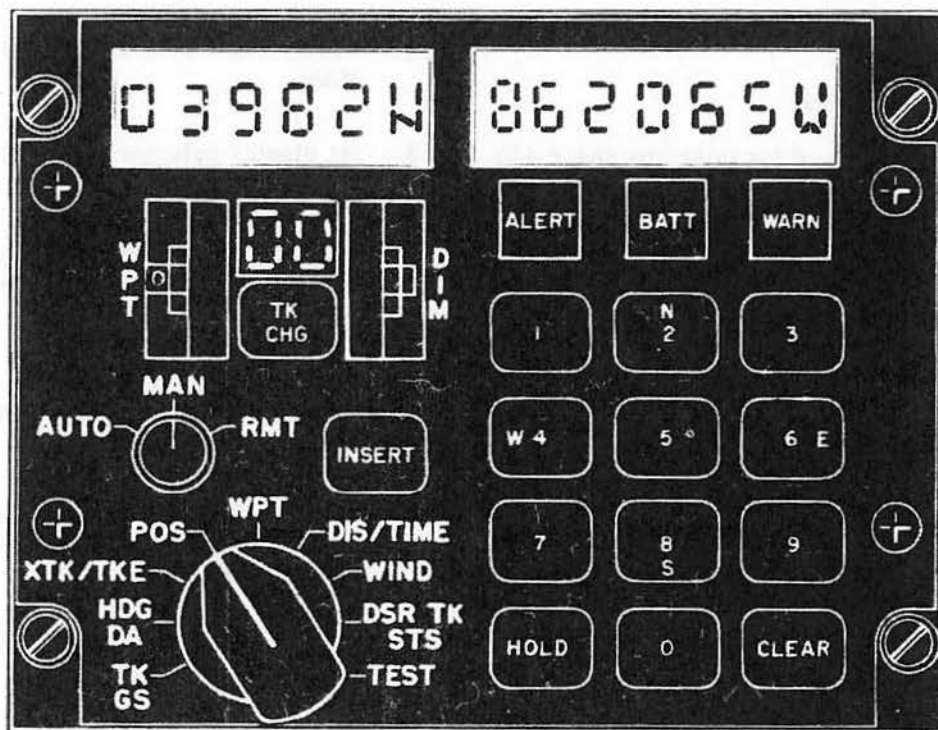 03982N 862065W
ALERT BATT WARN
WPT
00
DIM
TK
CHG
1
N
2
3
MAN
AUTO
RMT
INSERT
W 4
5
6 E
WPT
POS
DIS/TIME
XTK/TKE
WIND
HDG
DA
DSR TK
STS
TK
GS
TEST
7
8
S
9
HOLD
0
CLEAR